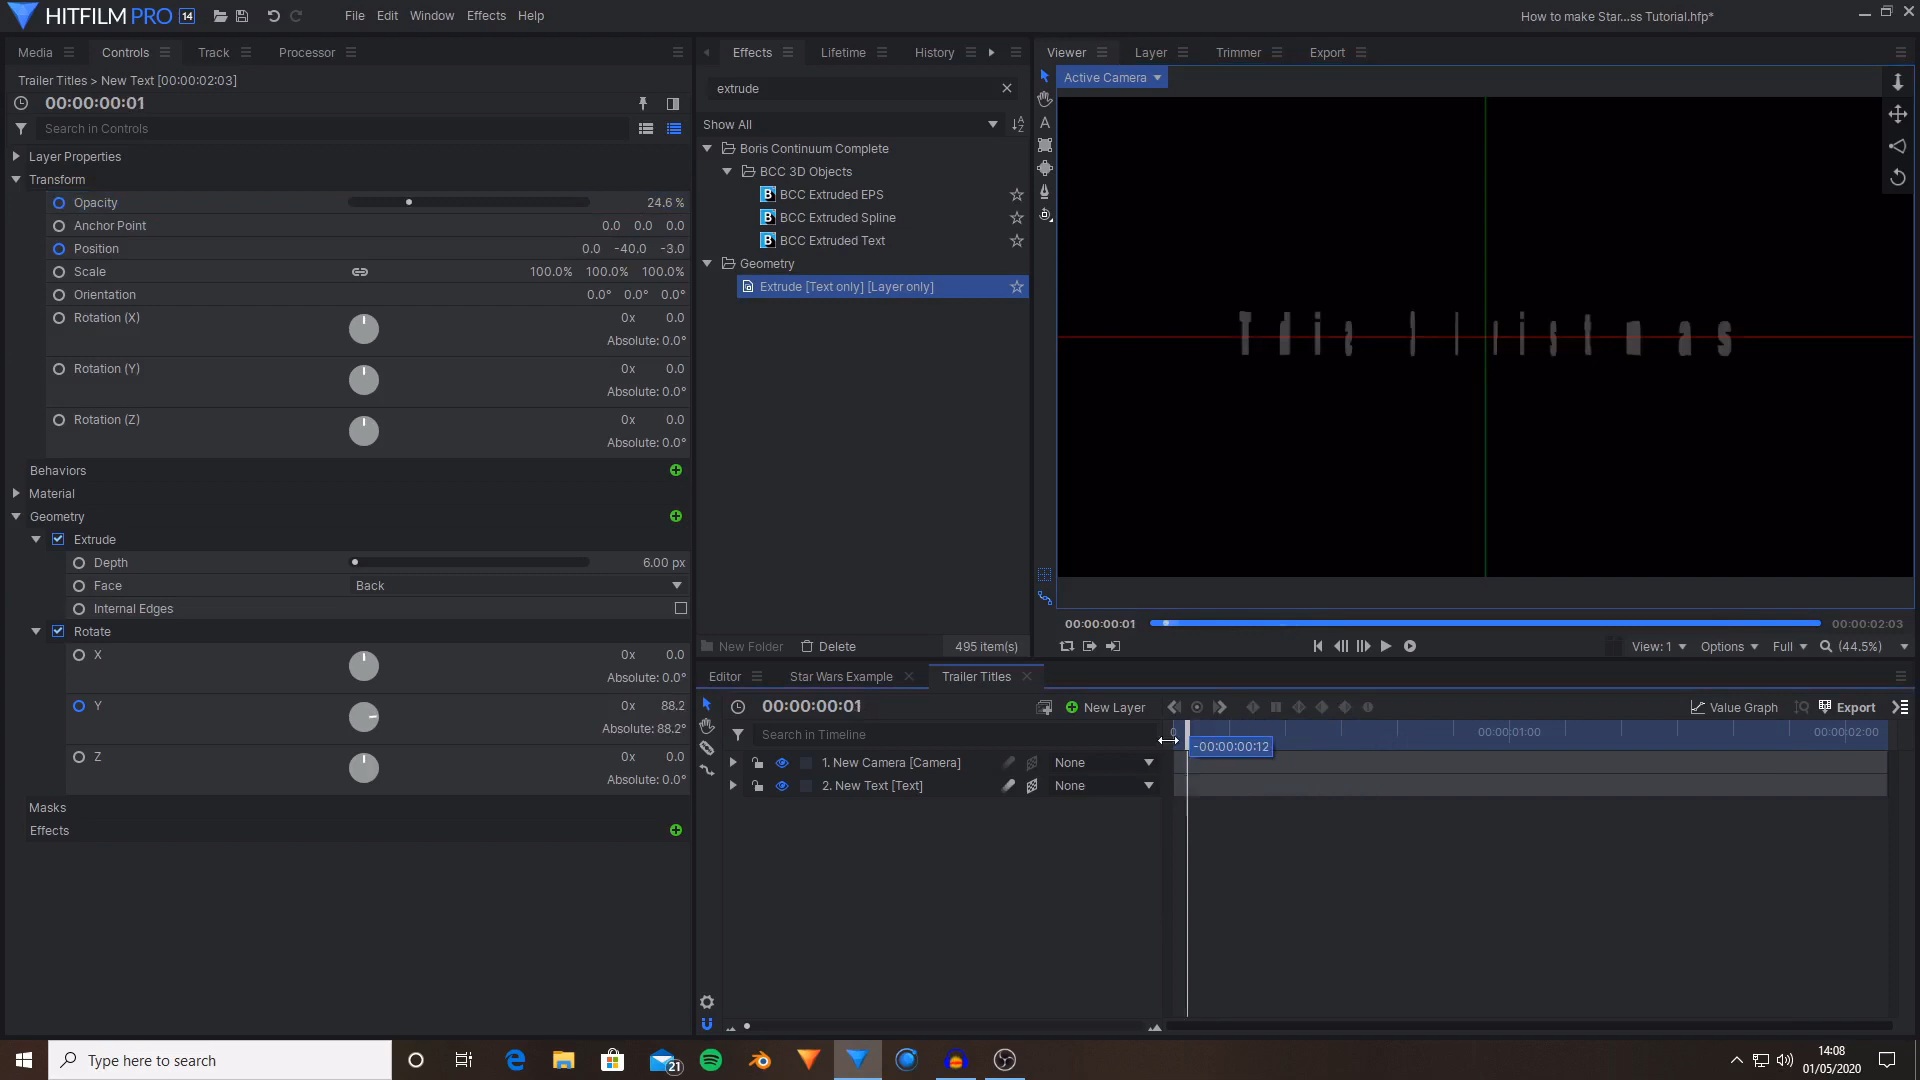 HITFILM PRO 14
File Edit Window Effects Help
How to make Star...ss Tutorial.hfp*
Media Controls Track Processor
Trailer Titles > New Text [00:00:02:03]
00:00:00:01
Search in Controls
Layer Properties
Transform
Opacity 24.6 %
Anchor Point 0.0 0.0 0.0
Position 0.0 -40.0 -3.0
Scale 100.0% 100.0% 100.0%
Orientation 0.0° 0.0° 0.0°
Rotation (X) 0x 0.0
Absolute: 0.0°
Rotation (Y) 0x 0.0
Absolute: 0.0°
Rotation (Z) 0x 0.0
Absolute: 0.0°
Behaviors
Material
Geometry
Extrude
Depth 6.00 px
Face Back
Internal Edges
Rotate
X 0x 0.0
Absolute: 0.0°
Y 0x 88.2
Absolute: 88.2°
Z 0x 0.0
Absolute: 0.0°
Masks
Effects
Effects Lifetime History
extrude
Show All
Boris Continuum Complete
BCC 3D Objects
BCC Extruded EPS
BCC Extruded Spline
BCC Extruded Text
Geometry
Extrude [Text only] [Layer only]
New Folder Delete 495 item(s)
Viewer Layer Trimmer Export
Active Camera
00:00:00:01 00:00:02:03
View: 1 Options Full (44.5%)
Editor Star Wars Example Trailer Titles
00:00:00:01 New Layer Value Graph Export
Search in Timeline
0 00:00:01:00 00:00:02:00
-00:00:00:12
1. New Camera [Camera] None
2. New Text [Text] None
Type here to search
21
14:08
01/05/2020